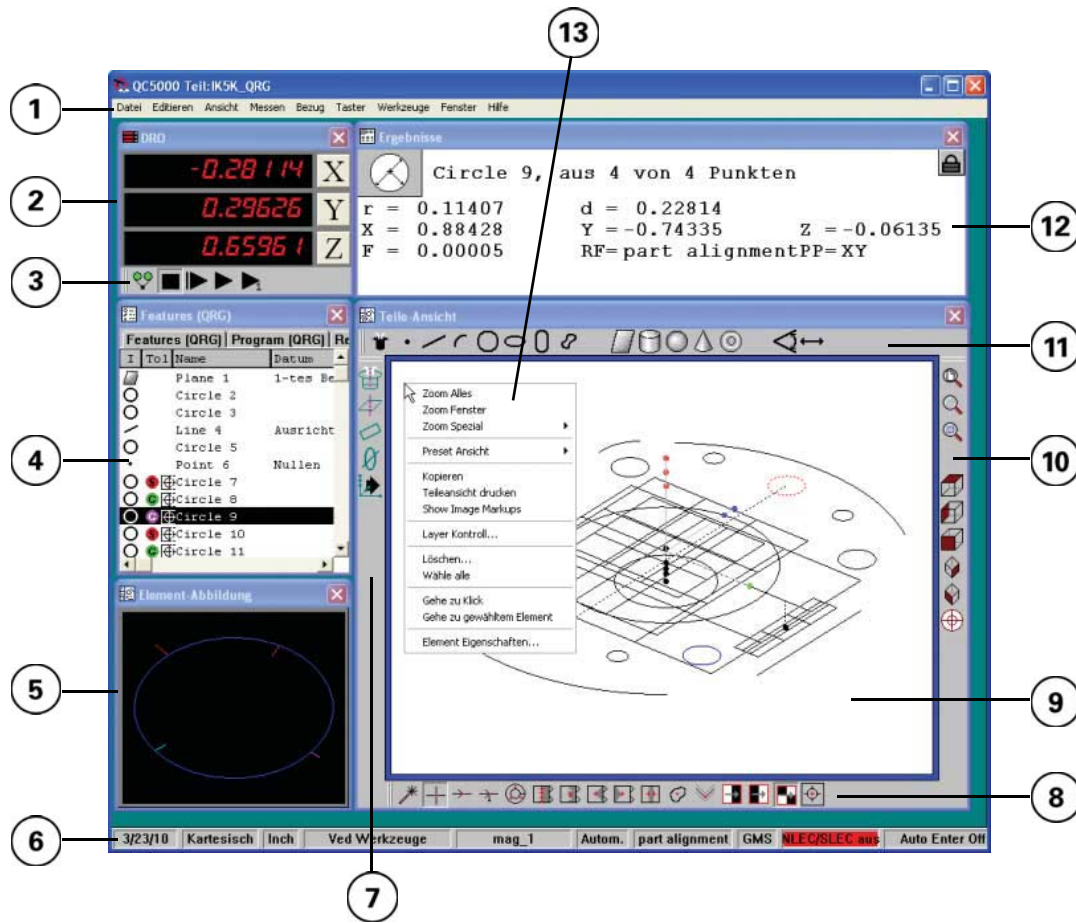 13
QC5000 Teil:IK5K_QRG
1
Datei Editieren Ansicht Messen Bezug Taster Werkzeuge Fenster Hilfe
DRO
2
-0.28114 X
0.29626 Y
0.65961 Z
3
1
Ergebnisse
Circle 9, aus 4 von 4 Punkten
r = 0.11407 d = 0.22814
X = 0.88428 Y =-0.74335 Z =-0.06135
F = 0.00005 RF=part alignmentPP=XY
12
Features (QRG)
Features (QRG) Program (QRG) Re
I Tol Name Datum
Plane 1 1-tes Be
Circle 2
Circle 3
Line 4 Ausricht
Circle 5
Point 6 Nullen
S Circle 7
C Circle 8
C Circle 9
S Circle 10
C Circle 11
4
Teile-Ansicht
11
Zoom Alles
Zoom Fenster
Zoom Spezial
Preset Ansicht
Kopieren
Teileansicht drucken
Show Image Markups
Layer Kontroll...
Löschen...
Wähle alle
Gehe zu Klick
Gehe zu gewähltem Element
Element Eigenschaften...
10
Element-Abbildung
5
9
8
6
3/23/10 Kartesisch Inch Ved Werkzeuge mag_1 Autom. part alignment GMS NLEC/SLEC aus Auto Enter Off
7